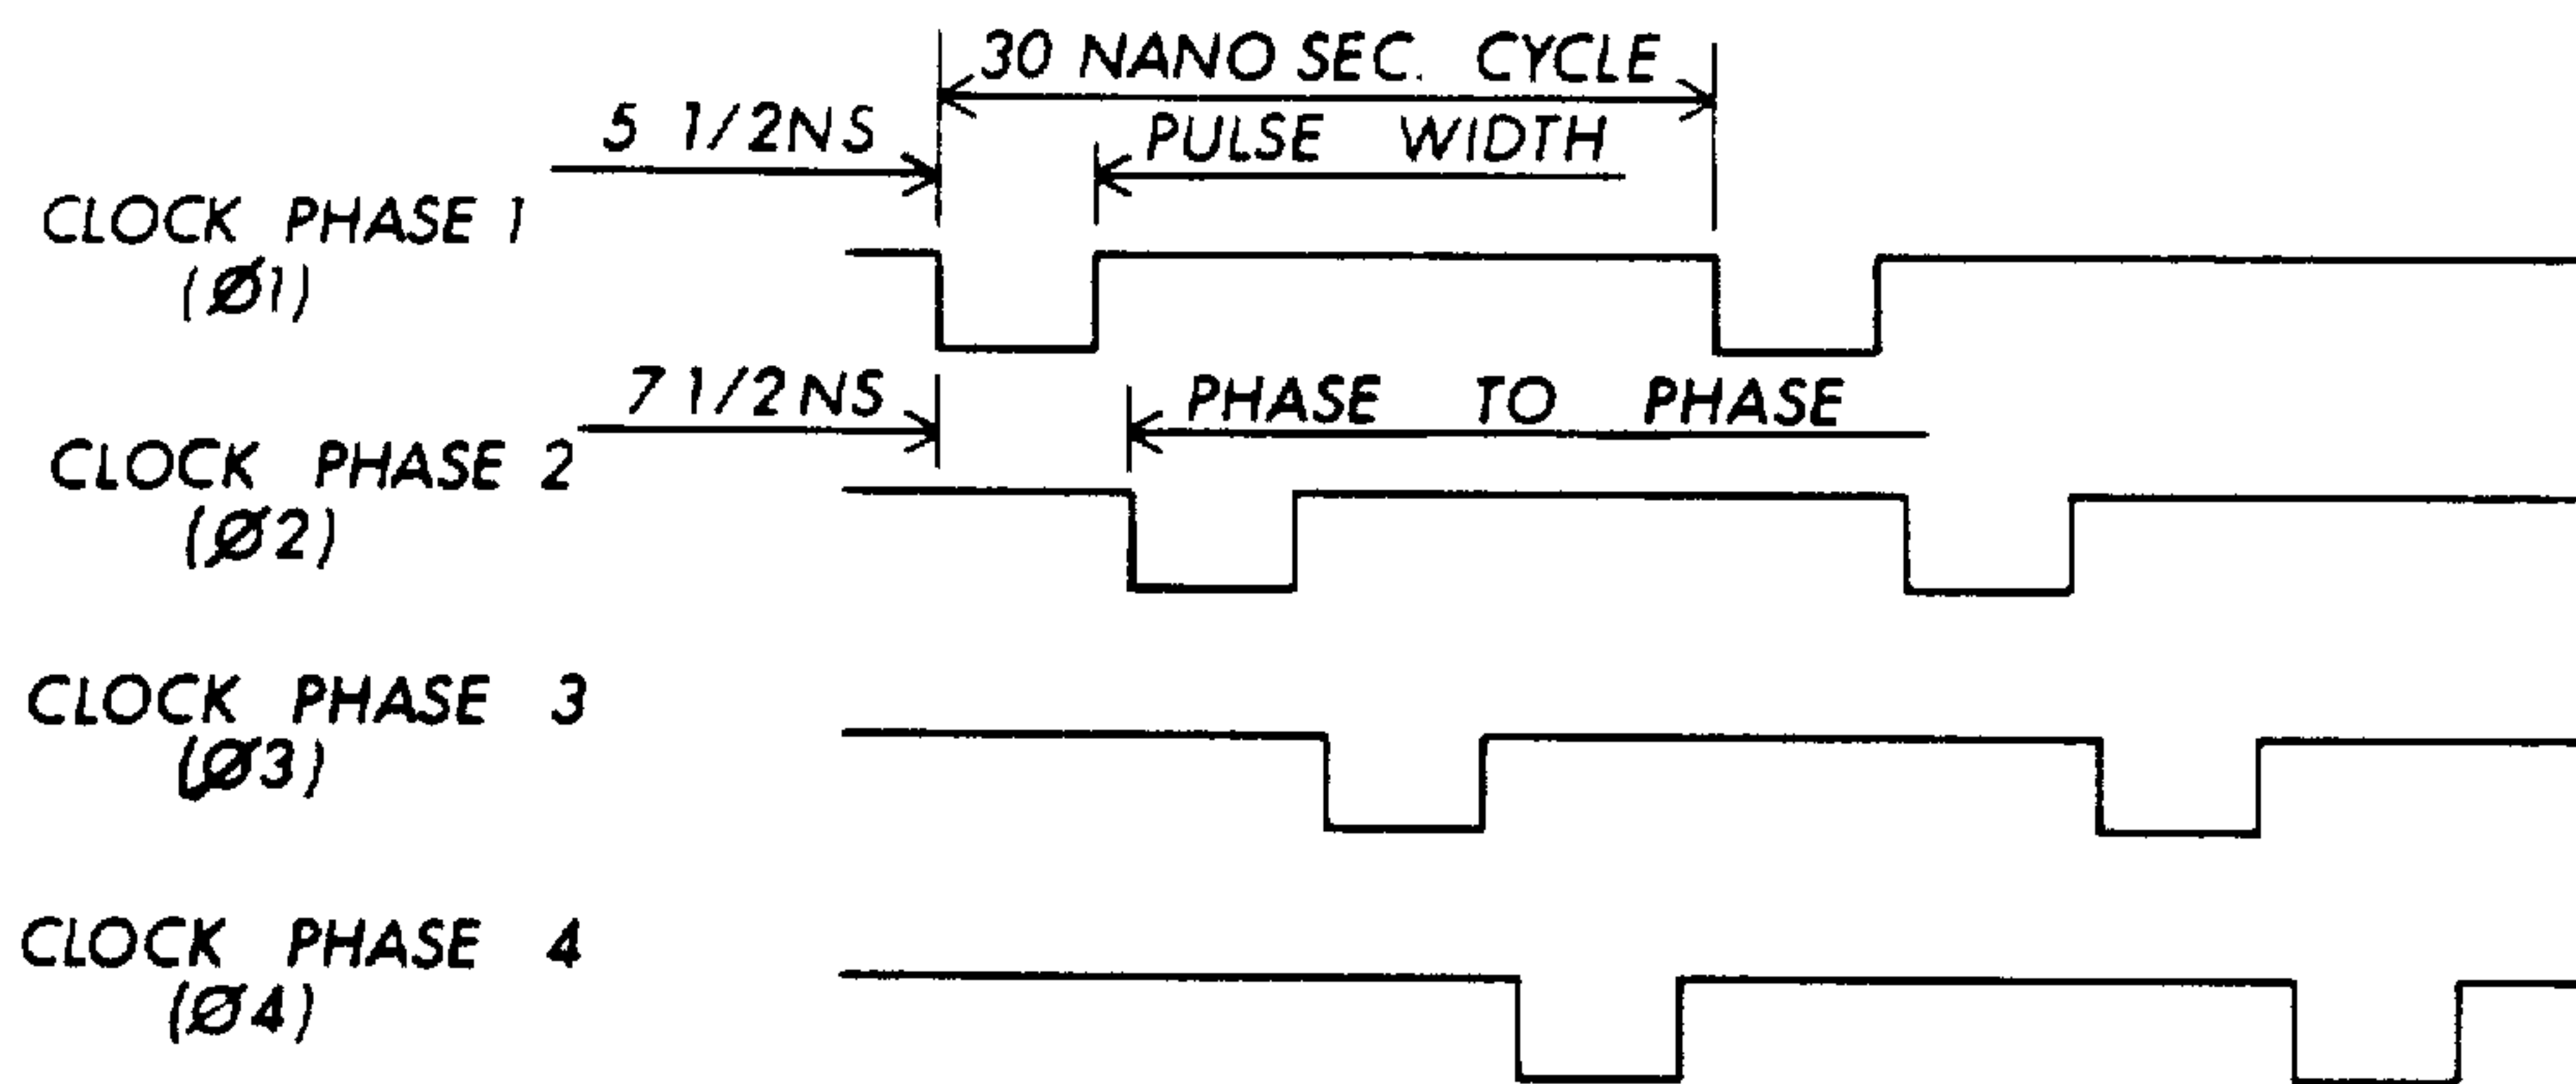 30 NANO SEC. CYCLE
5 1/2NS
PULSE WIDTH
CLOCK PHASE 1
(Ø1)
7 1/2NS
PHASE TO PHASE
CLOCK PHASE 2
(Ø2)
CLOCK PHASE 3
(Ø3)
CLOCK PHASE 4
(Ø4)